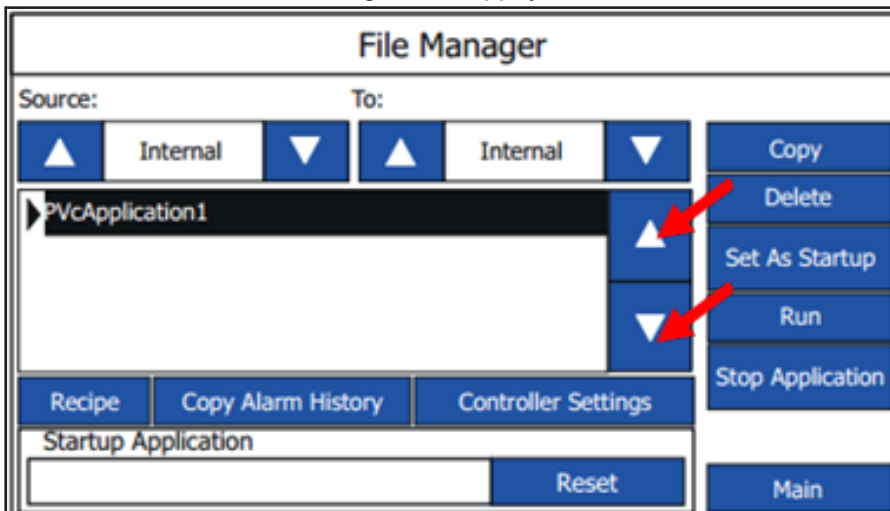 File Manager
Source: To:
Internal Internal Copy
PVcApplication1 Delete
Set As Startup
Run
Stop Application
Recipe Copy Alarm History Controller Settings
Startup Application
Reset Main